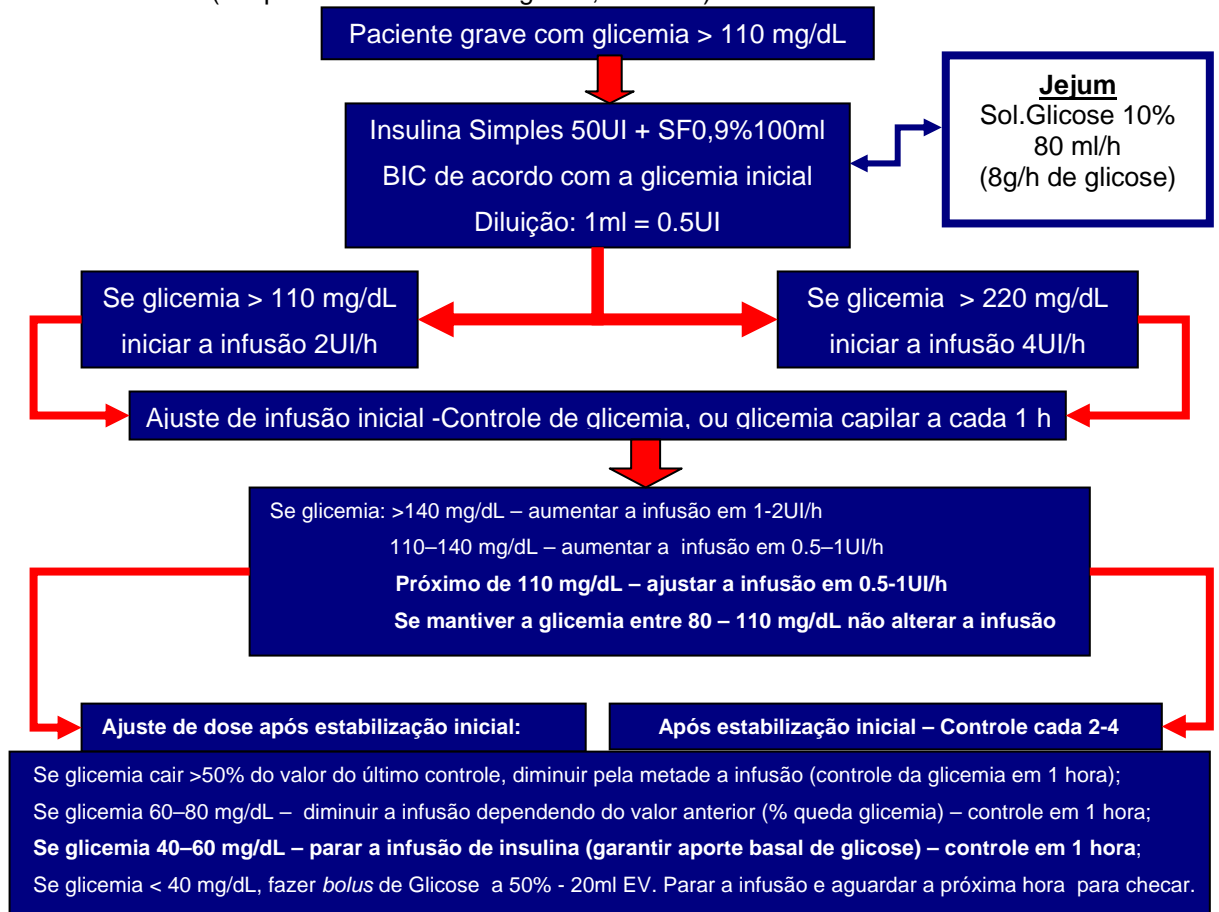 Paciente grave com glicemia > 110 mg/dL
Jejum
Sol.Glicose 10%
80 ml/h
(8g/h de glicose)
Insulina Simples 50UI + SF0,9%100ml
BIC de acordo com a glicemia inicial
Diluição: 1ml = 0.5UI
Se glicemia > 110 mg/dL
iniciar a infusão 2UI/h
Se glicemia > 220 mg/dL
iniciar a infusão 4UI/h
Ajuste de infusão inicial -Controle de glicemia, ou glicemia capilar a cada 1 h
Se glicemia: >140 mg/dL – aumentar a infusão em 1-2UI/h
110–140 mg/dL – aumentar a infusão em 0.5–1UI/h
Próximo de 110 mg/dL – ajustar a infusão em 0.5-1UI/h
Se mantiver a glicemia entre 80 – 110 mg/dL não alterar a infusão
Ajuste de dose após estabilização inicial:
Após estabilização inicial – Controle cada 2-4
Se glicemia cair >50% do valor do último controle, diminuir pela metade a infusão (controle da glicemia em 1 hora);
Se glicemia 60–80 mg/dL – diminuir a infusão dependendo do valor anterior (% queda glicemia) – controle em 1 hora;
Se glicemia 40–60 mg/dL – parar a infusão de insulina (garantir aporte basal de glicose) – controle em 1 hora;
Se glicemia < 40 mg/dL, fazer bolus de Glicose a 50% - 20ml EV. Parar a infusão e aguardar a próxima hora para checar.